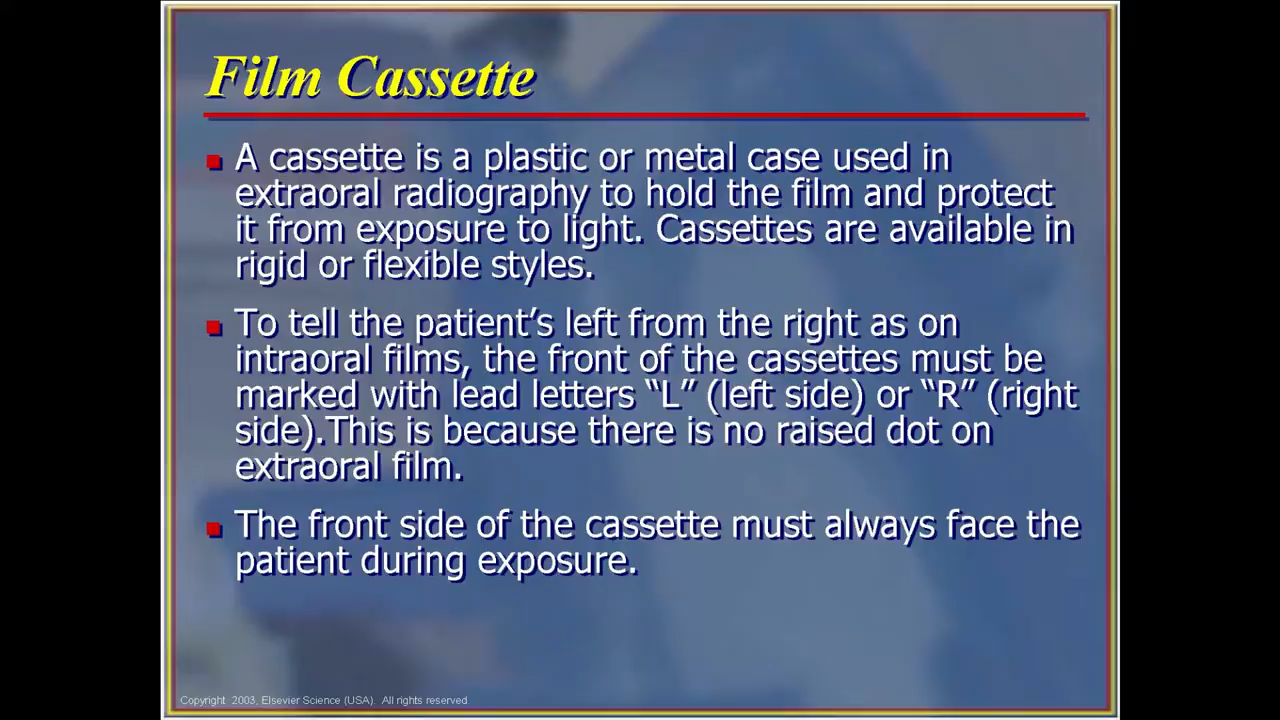 Film Cassette
A cassette is a plastic or metal case used in
extraoral radiography to hold the film and protect
it from exposure to light. Cassettes are available in
rigid or flexible styles.
To tell the patient’s left from the right as on
intraoral films, the front of the cassettes must be
marked with lead letters “L” (left side) or “R” (right
side).This is because there is no raised dot on
extraoral film.
The front side of the cassette must always face the
patient during exposure.
Copyright 2003, Elsevier Science (USA). All rights reserved